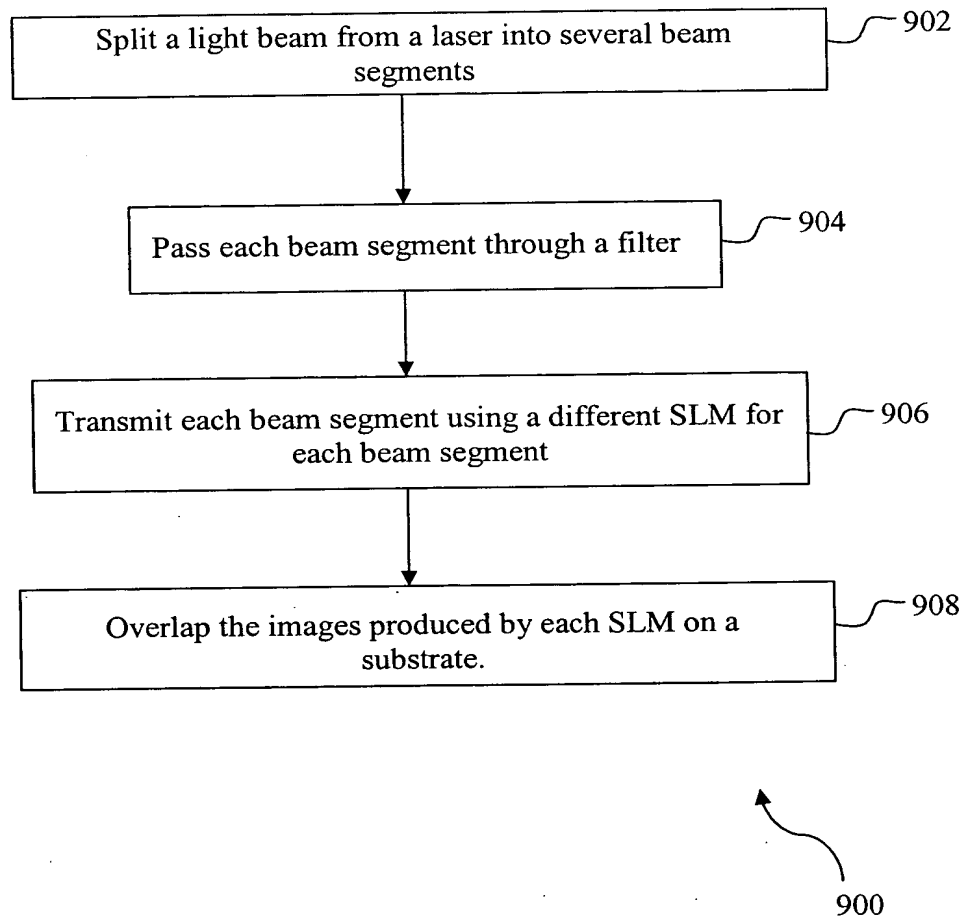 Split a light beam from a laser into several beam
segments
902
Pass each beam segment through a filter
904
Transmit each beam segment using a different SLM for
each beam segment
906
Overlap the images produced by each SLM on a
substrate.
908
900